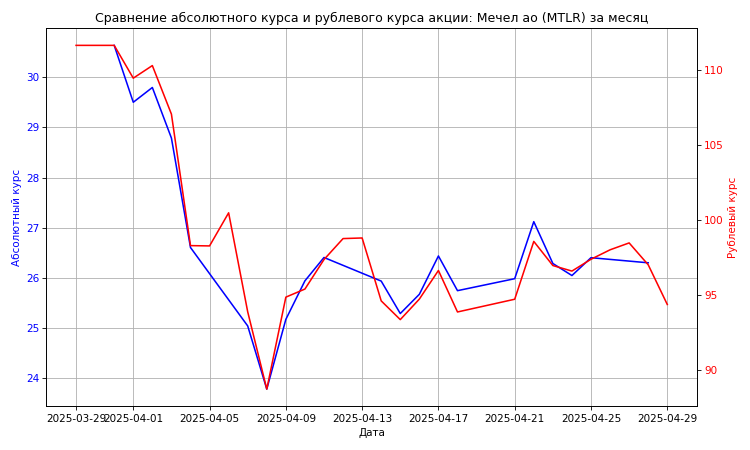 Сравнение абсолютного курса и рублевого курса акции: Мечел ао (MTLR) за месяц
Абсолютный курс
30
29
28
27
26
25
24
110
105
100
95
90
Рублевый курс
2025-03-29 2025-04-01 2025-04-05 2025-04-09 2025-04-13 2025-04-17 2025-04-21 2025-04-25 2025-04-29
Дата